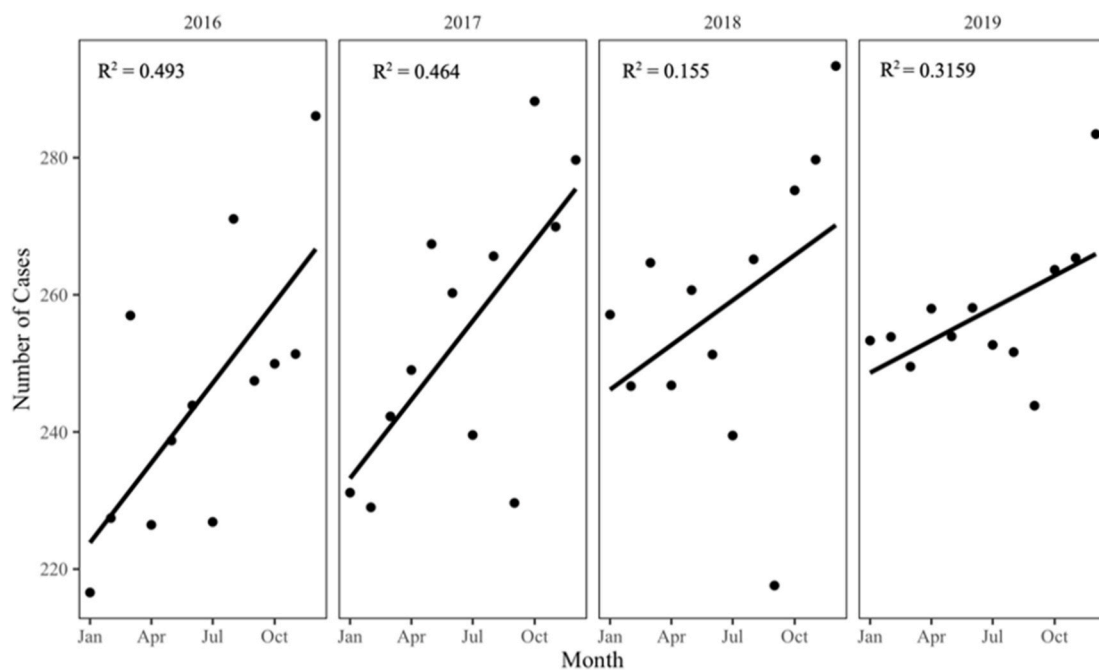 2016 2017 2018 2019
R² = 0.493 R² = 0.464 R² = 0.155 R² = 0.3159
280
260
240
220
Number of Cases
Jan Apr Jul Oct Jan Apr Jul Oct Jan Apr Jul Oct Jan Apr Jul Oct
Month